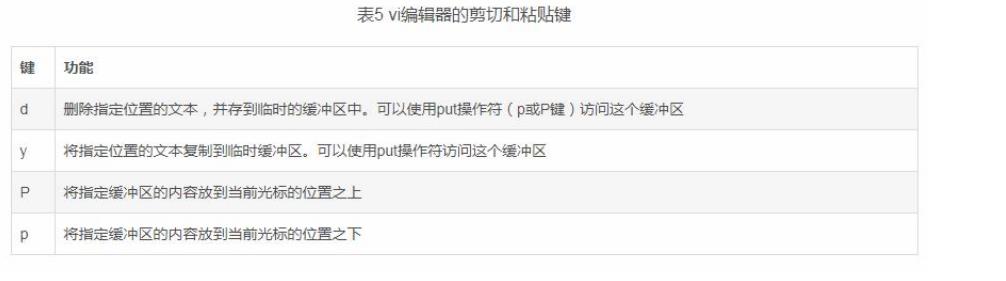 表5 vi编辑器的剪切和粘贴键
键 功能
d 删除指定位置的文本，并存到临时的缓冲区中。可以使用put操作符（p或P键）访问这个缓冲区
y 将指定位置的文本复制到临时缓冲区。可以使用put操作符访问这个缓冲区
P 将指定缓冲区的内容放到当前光标的位置之上
p 将指定缓冲区的内容放到当前光标的位置之下